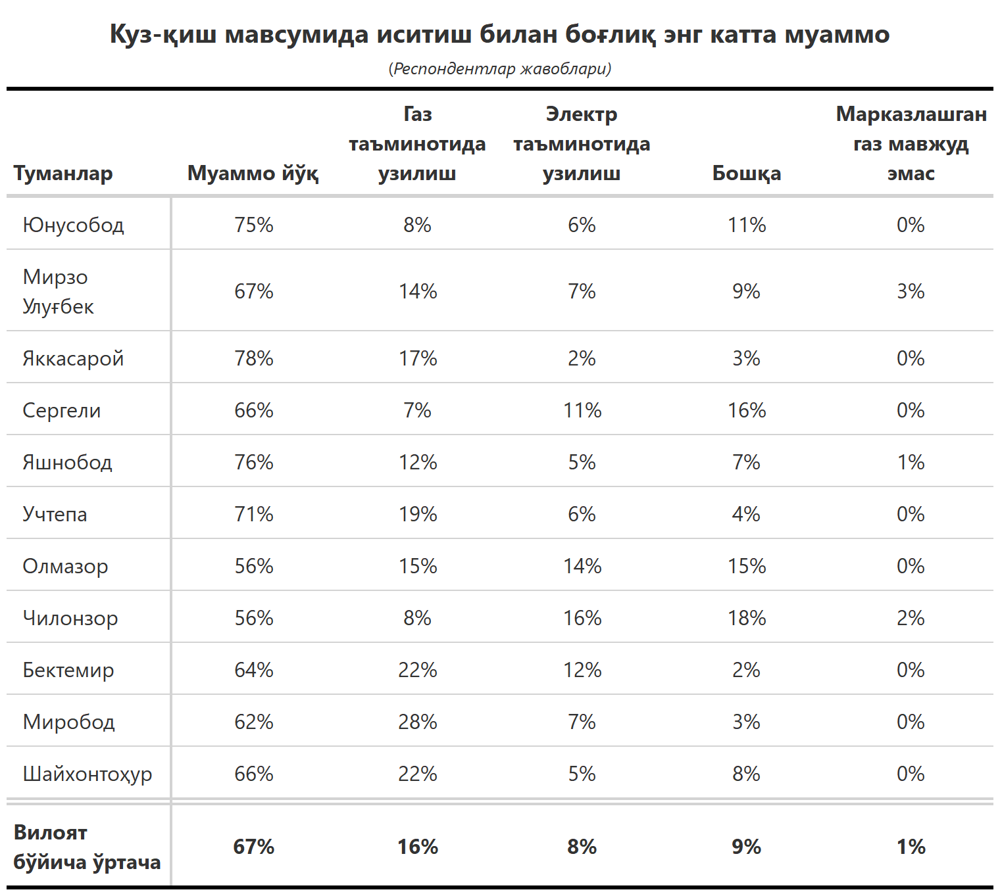 Куз-қиш мавсумида иситиш билан боғлиқ энг катта муаммо
(Респондентлар жавоблари)
Туманлар Муаммо йўқ Газ таъминотида узилиш Электр таъминотида узилиш Бошқа Марказлашган газ мавжуд эмас
Юнусобод 75% 8% 6% 11% 0%
Мирзо Улуғбек 67% 14% 7% 9% 3%
Яккасарой 78% 17% 2% 3% 0%
Сергели 66% 7% 11% 16% 0%
Яшнобод 76% 12% 5% 7% 1%
Учтепа 71% 19% 6% 4% 0%
Олмазор 56% 15% 14% 15% 0%
Чилонзор 56% 8% 16% 18% 2%
Бектемир 64% 22% 12% 2% 0%
Миробод 62% 28% 7% 3% 0%
Шайхонтоҳур 66% 22% 5% 8% 0%
Вилоят бўйича ўртача 67% 16% 8% 9% 1%